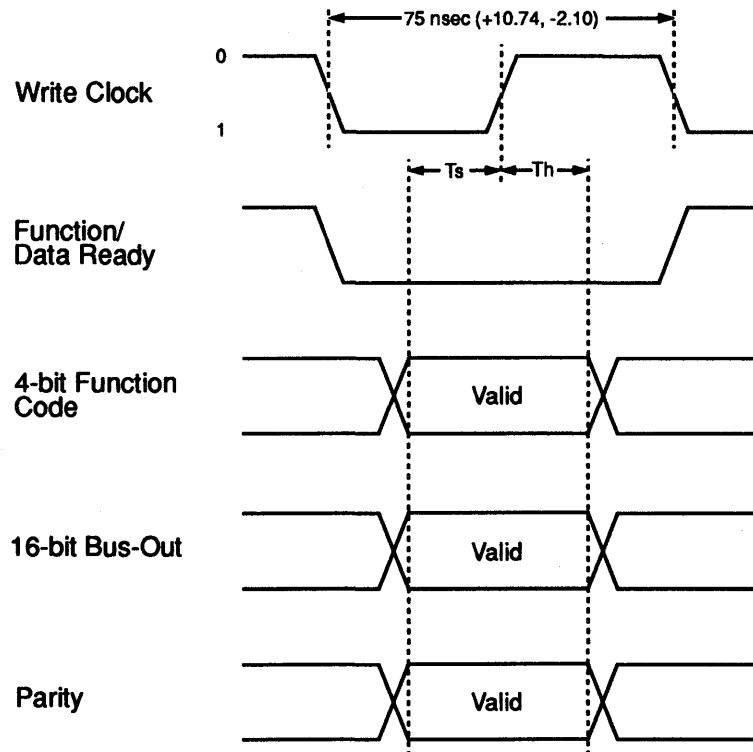 75 nsec (+10.74, -2.10)
0
Write Clock
1
Ts
Th
Function/
Data Ready
4-bit Function
Code
Valid
16-bit Bus-Out
Valid
Parity
Valid